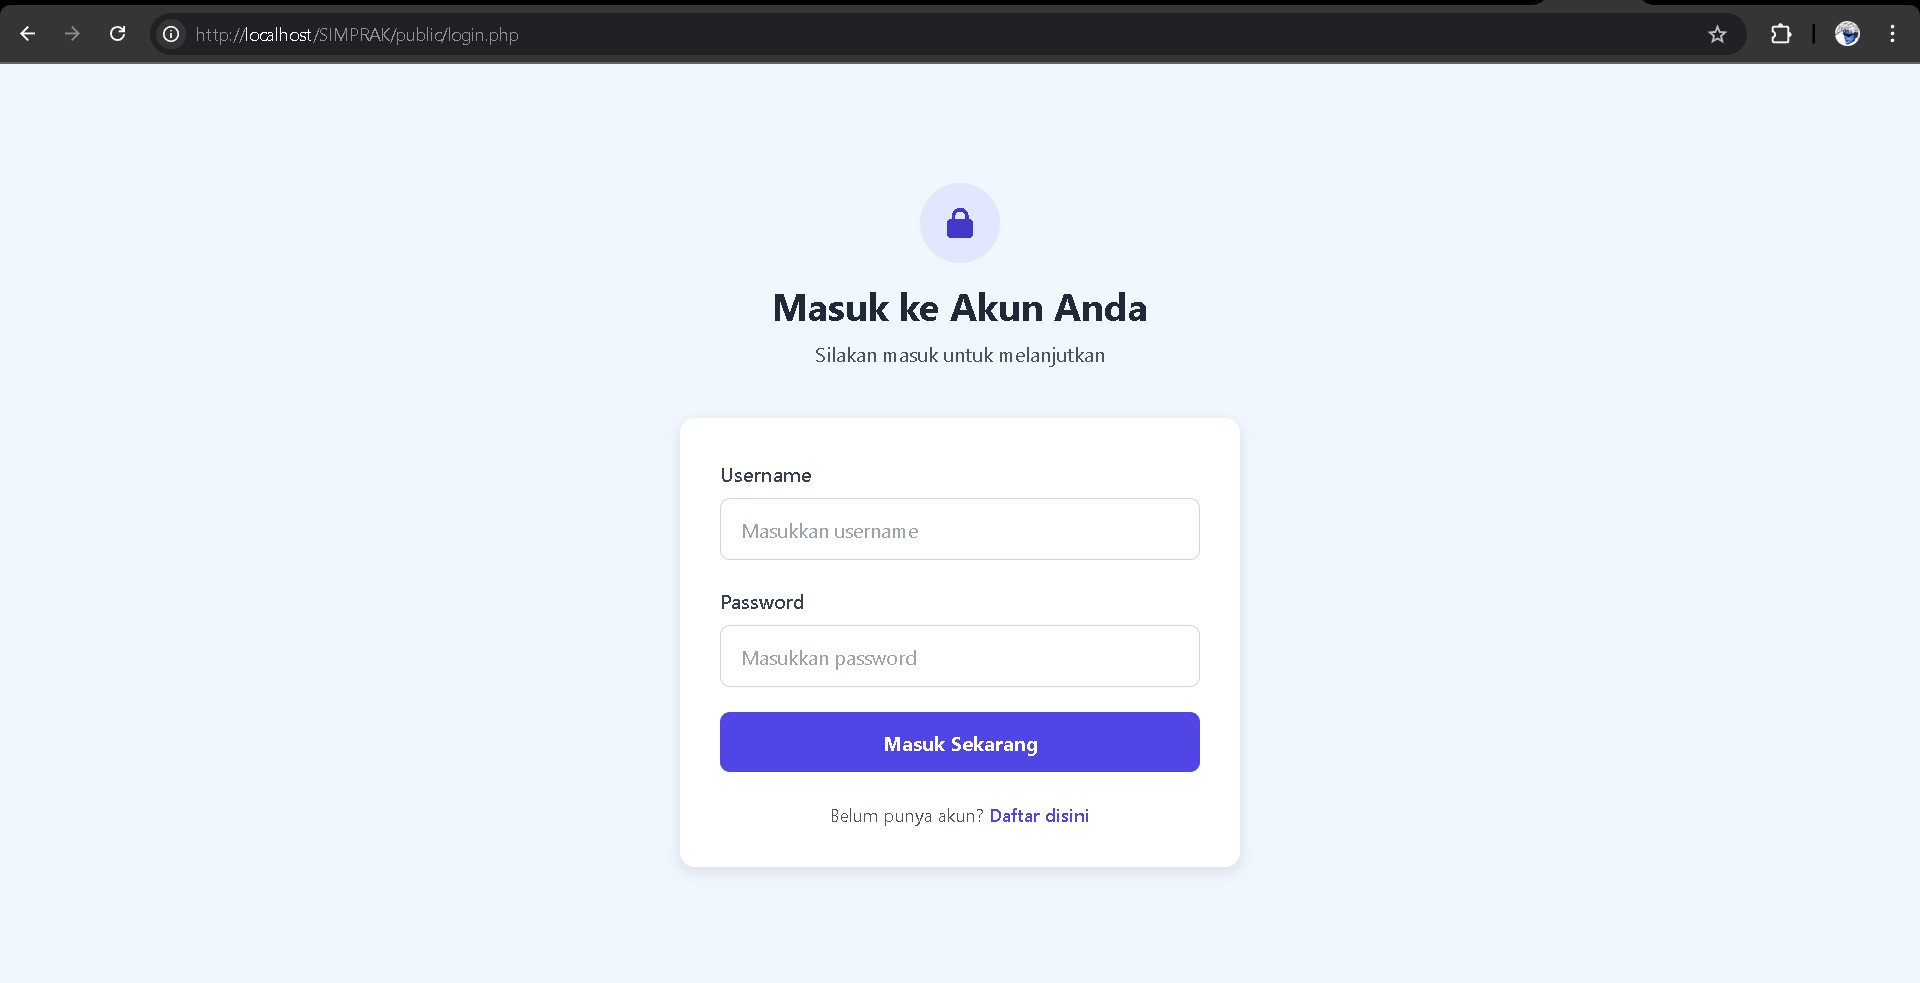 http://localhost/SIMPRAK/public/login.php
Masuk ke Akun Anda
Silakan masuk untuk melanjutkan
Username
Masukkan username
Password
Masukkan password
Masuk Sekarang
Belum punya akun? Daftar disini